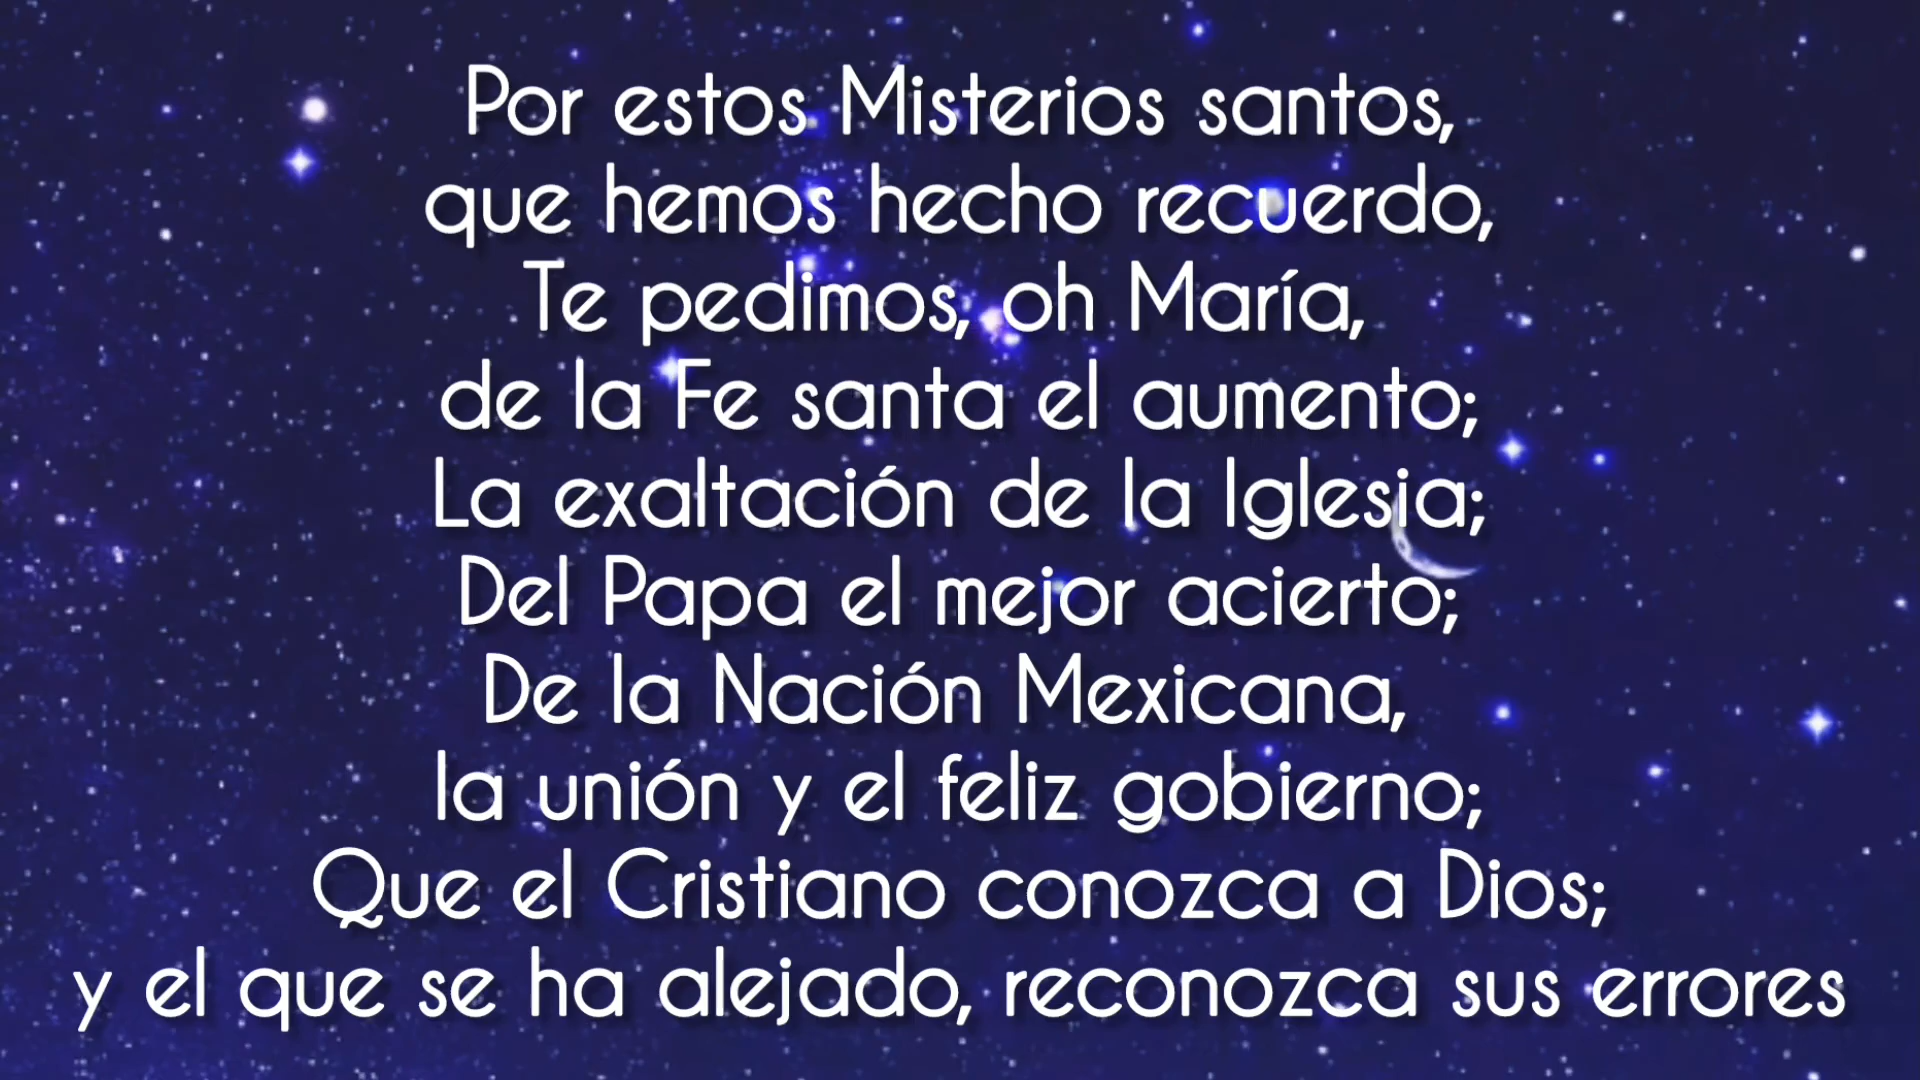 Por estos Misterios santos,
que hemos hecho recuerdo,
Te pedimos, oh María,
de la Fe santa el aumento;
La exaltación de la Iglesia;
Del Papa el mejor acierto;
De la Nación Mexicana,
la unión y el feliz gobierno;
Que el Cristiano conozca a Dios;
y el que se ha alejado, reconozca sus errores